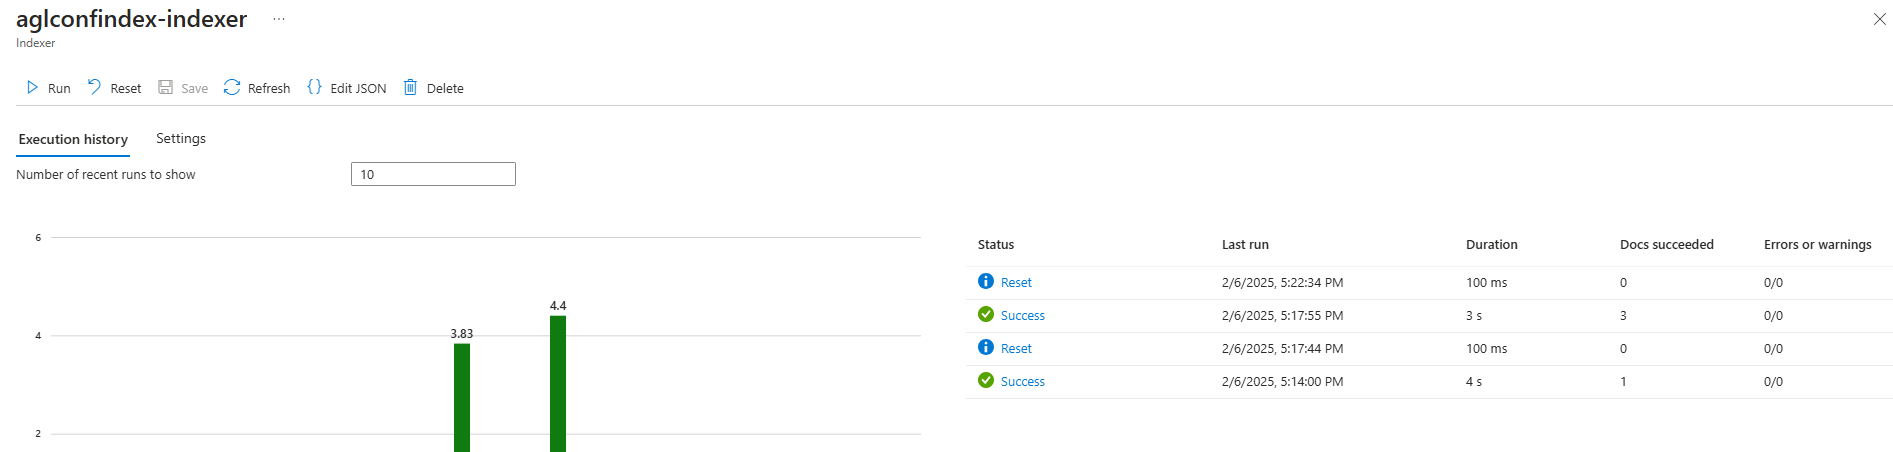 aglconfindex-indexer ...
Indexer
Run Reset Save Refresh Edit JSON Delete
Execution history Settings
Number of recent runs to show 10
6
4.4
3.83
4
2
Status Last run Duration Docs succeeded Errors or warnings
Reset 2/6/2025, 5:22:34 PM 100 ms 0 0/0
Success 2/6/2025, 5:17:55 PM 3 s 3 0/0
Reset 2/6/2025, 5:17:44 PM 100 ms 0 0/0
Success 2/6/2025, 5:14:00 PM 4 s 1 0/0